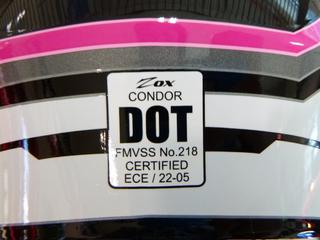 Zox
CONDOR
DOT
FMVSS No.218
CERTIFIED
ECE / 22-05